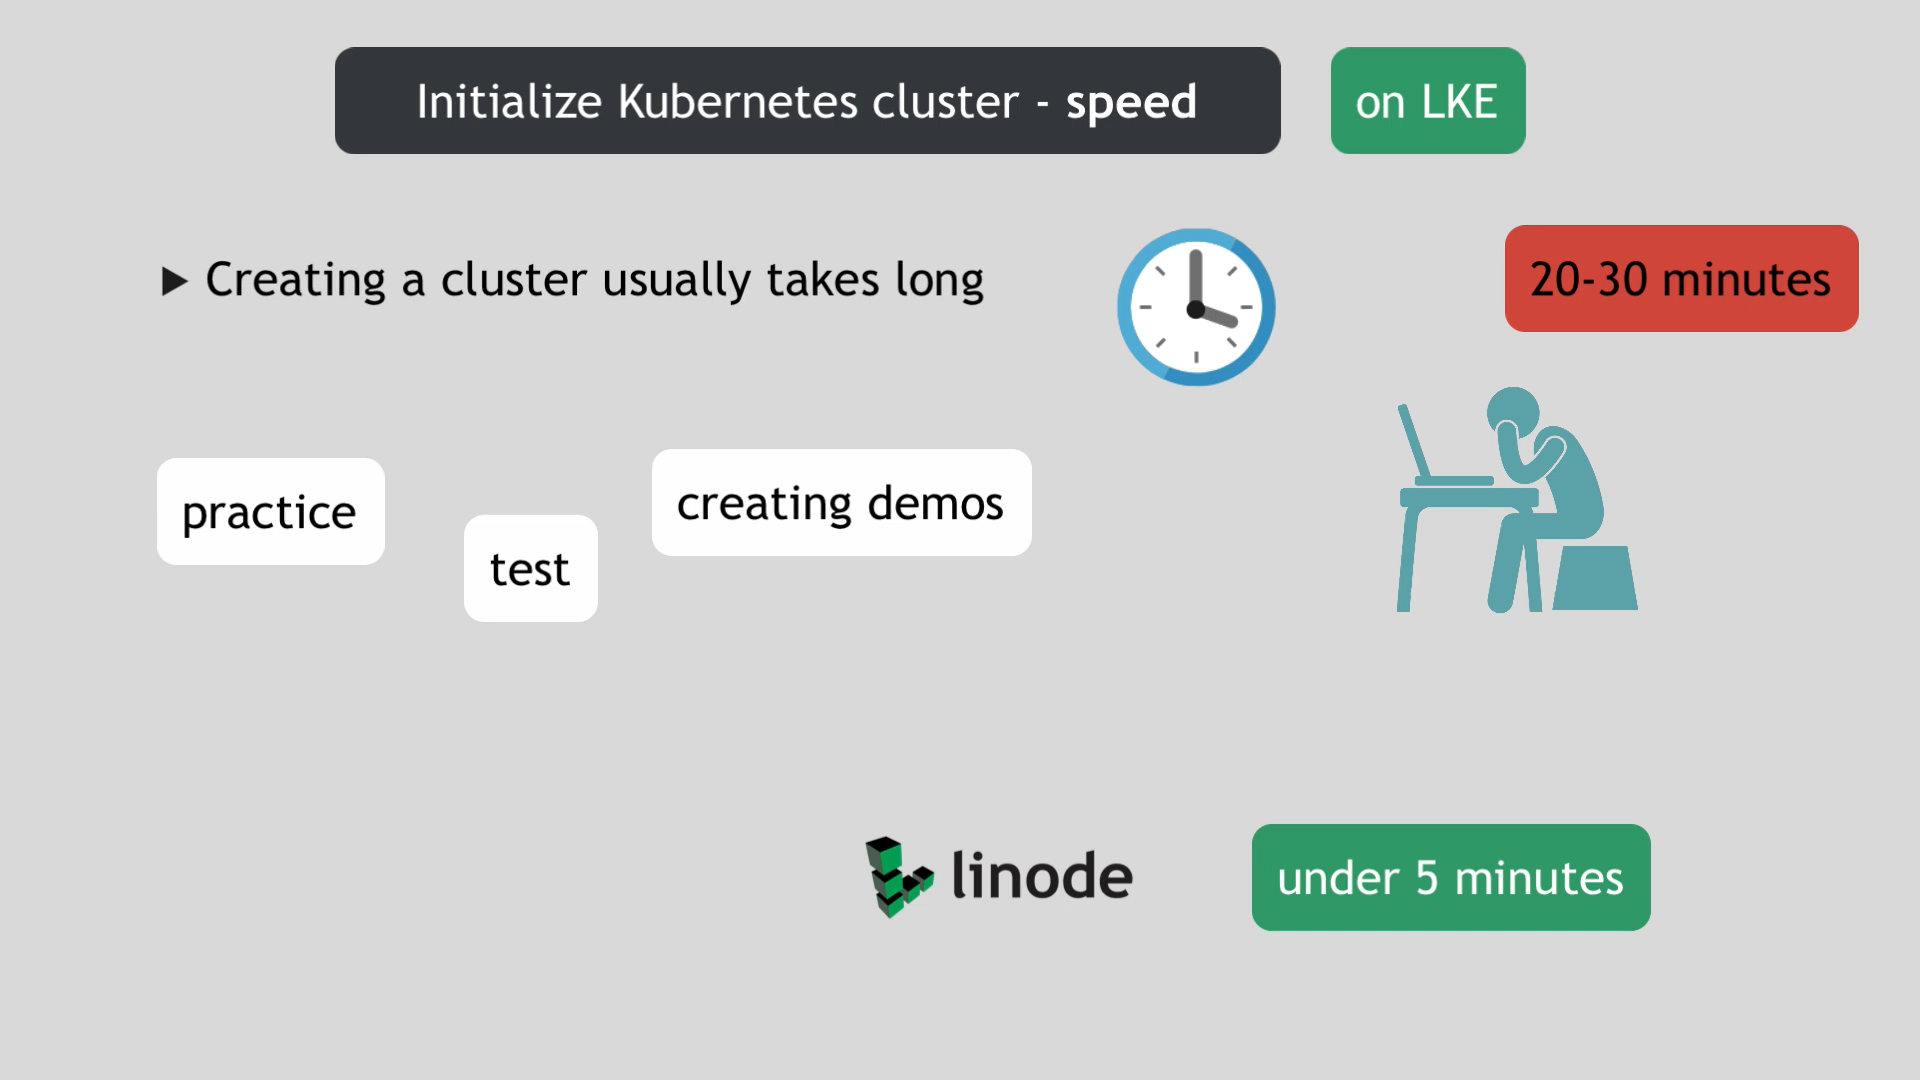 Initialize Kubernetes cluster - speed
on LKE
▶ Creating a cluster usually takes long
20-30 minutes
practice
test
creating demos
linode
under 5 minutes